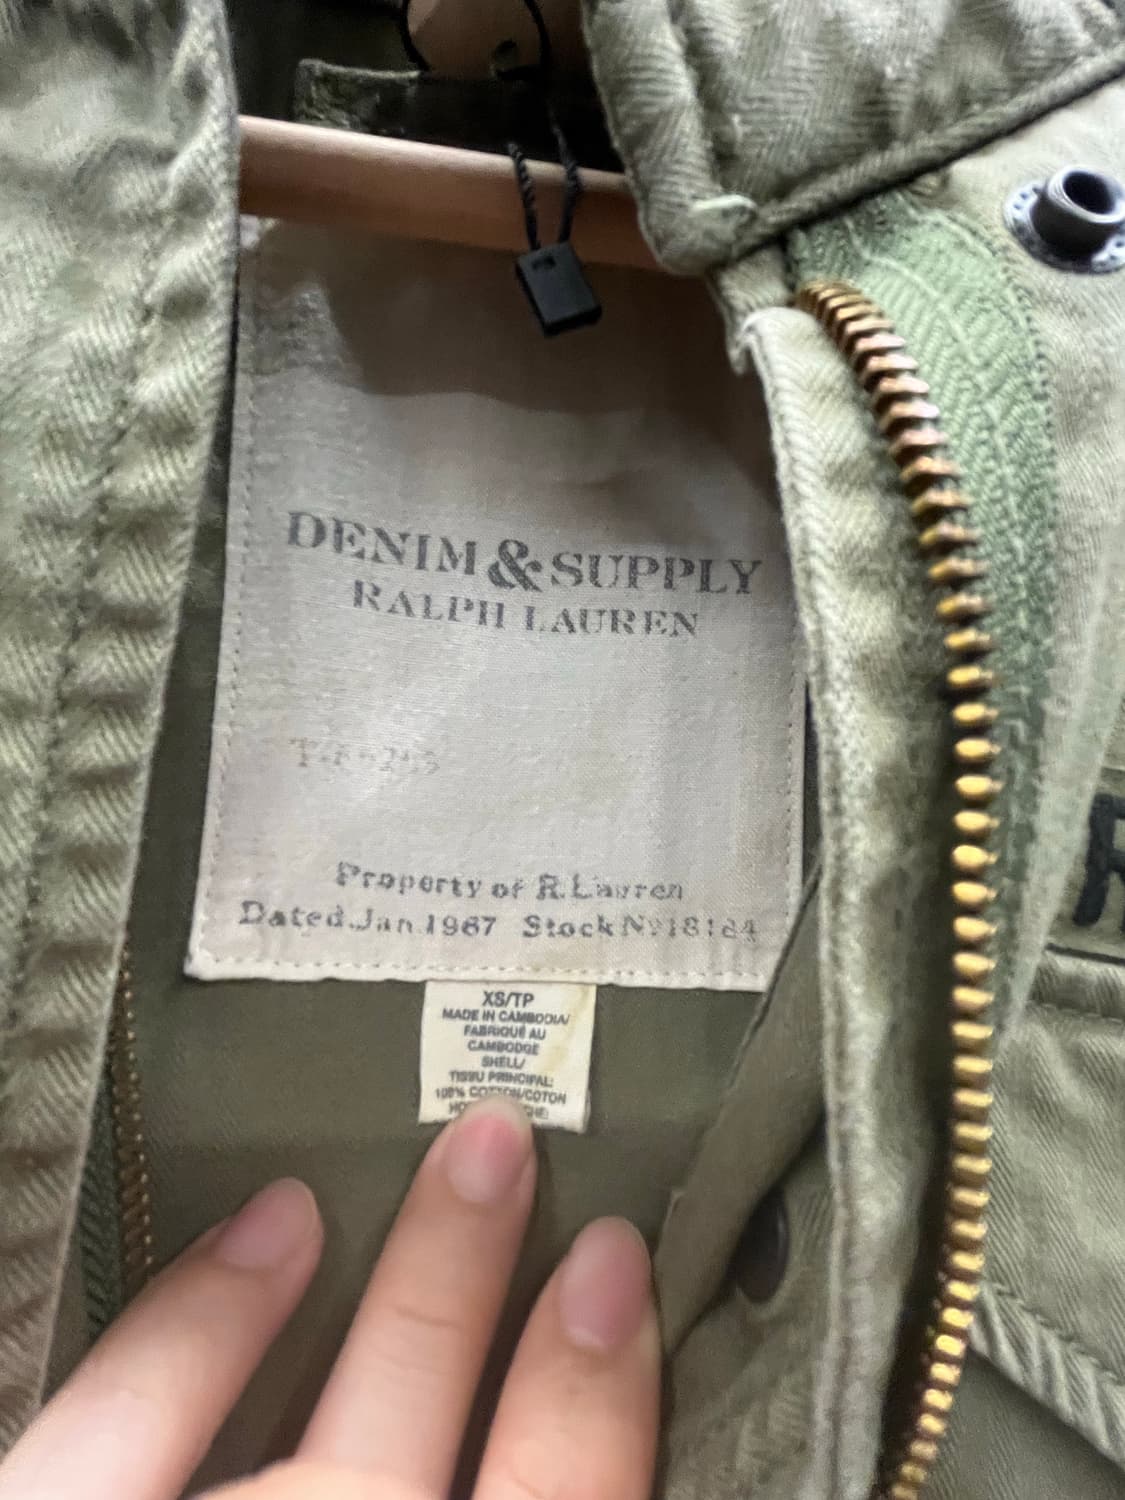 DENIM & SUPPLY
RALPH LAUREN
Property of R. Lauren
Dated Jan 1967 Stock Nº
XS/TP
MADE IN CAMBODIA/
FABRIQUÉ AU
CAMBODGE
SHELL/
TISSU PRINCIPAL:
100% COTTON/COTON
R